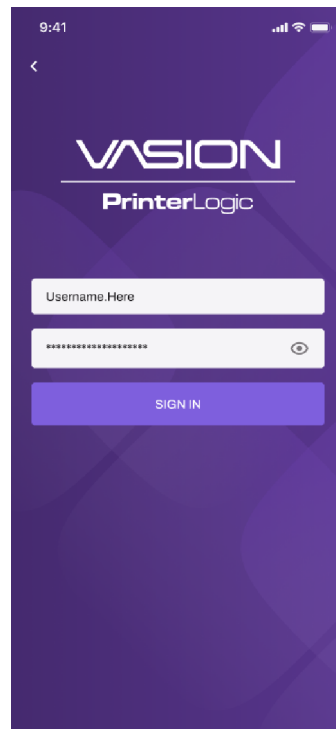 9:41
VASION
PrinterLogic
Username.Here
********************
SIGN IN